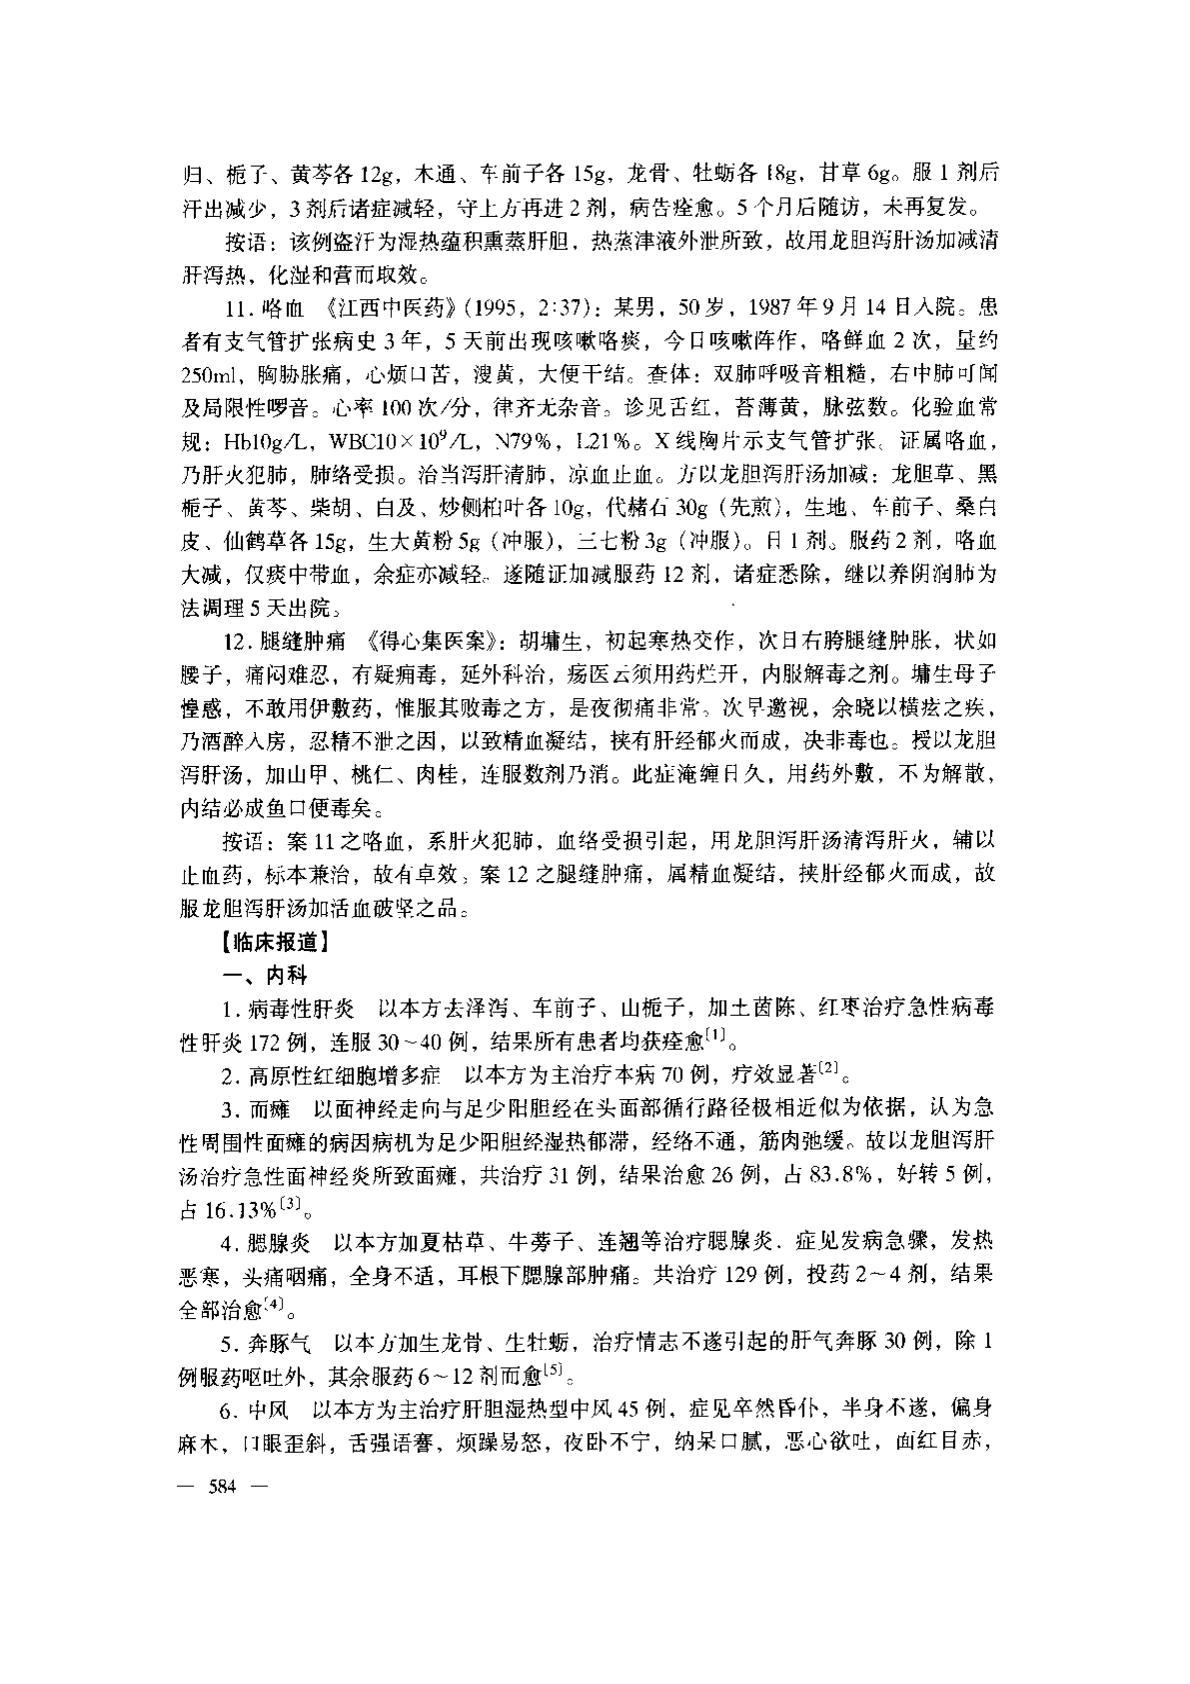 归、栀子、黄芩各 12g，木通、车前子各 15g，龙骨、牡蛎各 18g，甘草 6g。服 1 剂后
汗出减少，3 剂后诸症减轻，守上方再进 2 剂，病告痊愈。5 个月后随访，未再复发。
按语：该例盗汗为湿热蕴积熏蒸肝胆，热蒸津液外泄所致，故用龙胆泻肝汤加减清
肝泻热，化湿和营而取效。
11. 咯血　《江西中医药》(1995，2:37)：某男，50 岁，1987 年 9 月 14 日入院。患
者有支气管扩张病史 3 年，5 天前出现咳嗽咯痰，今日咳嗽阵作，咯鲜血 2 次，量约
250ml，胸胁胀痛，心烦口苦，溲黄，大便干结。查体：双肺呼吸音粗糙，右中肺可闻
及局限性啰音。心率 100 次/分，律齐无杂音。诊见舌红，苔薄黄，脉弦数。化验血常
规：Hb10g/L，WBC10×10⁹/L，N79%，L21%。X 线胸片示支气管扩张。证属咯血，
乃肝火犯肺，肺络受损。治当泻肝清肺，凉血止血。方以龙胆泻肝汤加减：龙胆草、黑
栀子、黄芩、柴胡、白及、炒侧柏叶各 10g，代赭石 30g（先煎），生地、车前子、桑白
皮、仙鹤草各 15g，生大黄粉 5g（冲服），三七粉 3g（冲服）。日 1 剂。服药 2 剂，咯血
大减，仅痰中带血，余症亦减轻。遂随证加减服药 12 剂，诸症悉除，继以养阴润肺为
法调理 5 天出院。
12. 腿缝肿痛　《得心集医案》：胡墉生，初起寒热交作，次日右胯腿缝肿胀，状如
腰子，痛闷难忍，有疑痈毒，延外科治，疡医云须用药烂开，内服解毒之剂。墉生母子
惶惑，不敢用伊敷药，惟服其败毒之方，是夜彻痛非常。次早邀视，余晓以横痃之疾，
乃酒醉入房，忍精不泄之因，以致精血凝结，挟有肝经郁火而成，决非毒也。授以龙胆
泻肝汤，加山甲、桃仁、肉桂，连服数剂乃消。此症淹缠日久，用药外敷，不为解散，
内结必成鱼口便毒矣。
按语：案 11 之咯血，系肝火犯肺，血络受损引起，用龙胆泻肝汤清泻肝火，辅以
止血药，标本兼治，故有卓效。案 12 之腿缝肿痛，属精血凝结，挟肝经郁火而成，故
服龙胆泻肝汤加活血破坚之品。
【临床报道】
一、内科
1. 病毒性肝炎　以本方去泽泻、车前子、山栀子，加土茵陈、红枣治疗急性病毒
性肝炎 172 例，连服 30～40 例，结果所有患者均获痊愈〔1〕。
2. 高原性红细胞增多症　以本方为主治疗本病 70 例，疗效显著〔2〕。
3. 面瘫　以面神经走向与足少阳胆经在头面部循行路径极相近似为依据，认为急
性周围性面瘫的病因病机为足少阳胆经湿热郁滞，经络不通，筋肉弛缓。故以龙胆泻肝
汤治疗急性面神经炎所致面瘫，共治疗 31 例，结果治愈 26 例，占 83.8%，好转 5 例，
占 16.13%〔3〕。
4. 腮腺炎　以本方加夏枯草、牛蒡子、连翘等治疗腮腺炎．症见发病急骤，发热
恶寒，头痛咽痛，全身不适，耳根下腮腺部肿痛。共治疗 129 例，投药 2～4 剂，结果
全部治愈〔4〕。
5. 奔豚气　以本方加生龙骨、生牡蛎，治疗情志不遂引起的肝气奔豚 30 例，除 1
例服药呕吐外，其余服药 6～12 剂而愈〔5〕。
6. 中风　以本方为主治疗肝胆湿热型中风 45 例，症见卒然昏仆，半身不遂，偏身
麻木，口眼歪斜，舌强语謇，烦躁易怒，夜卧不宁，纳呆口腻，恶心欲吐，面红目赤，
— 584 —